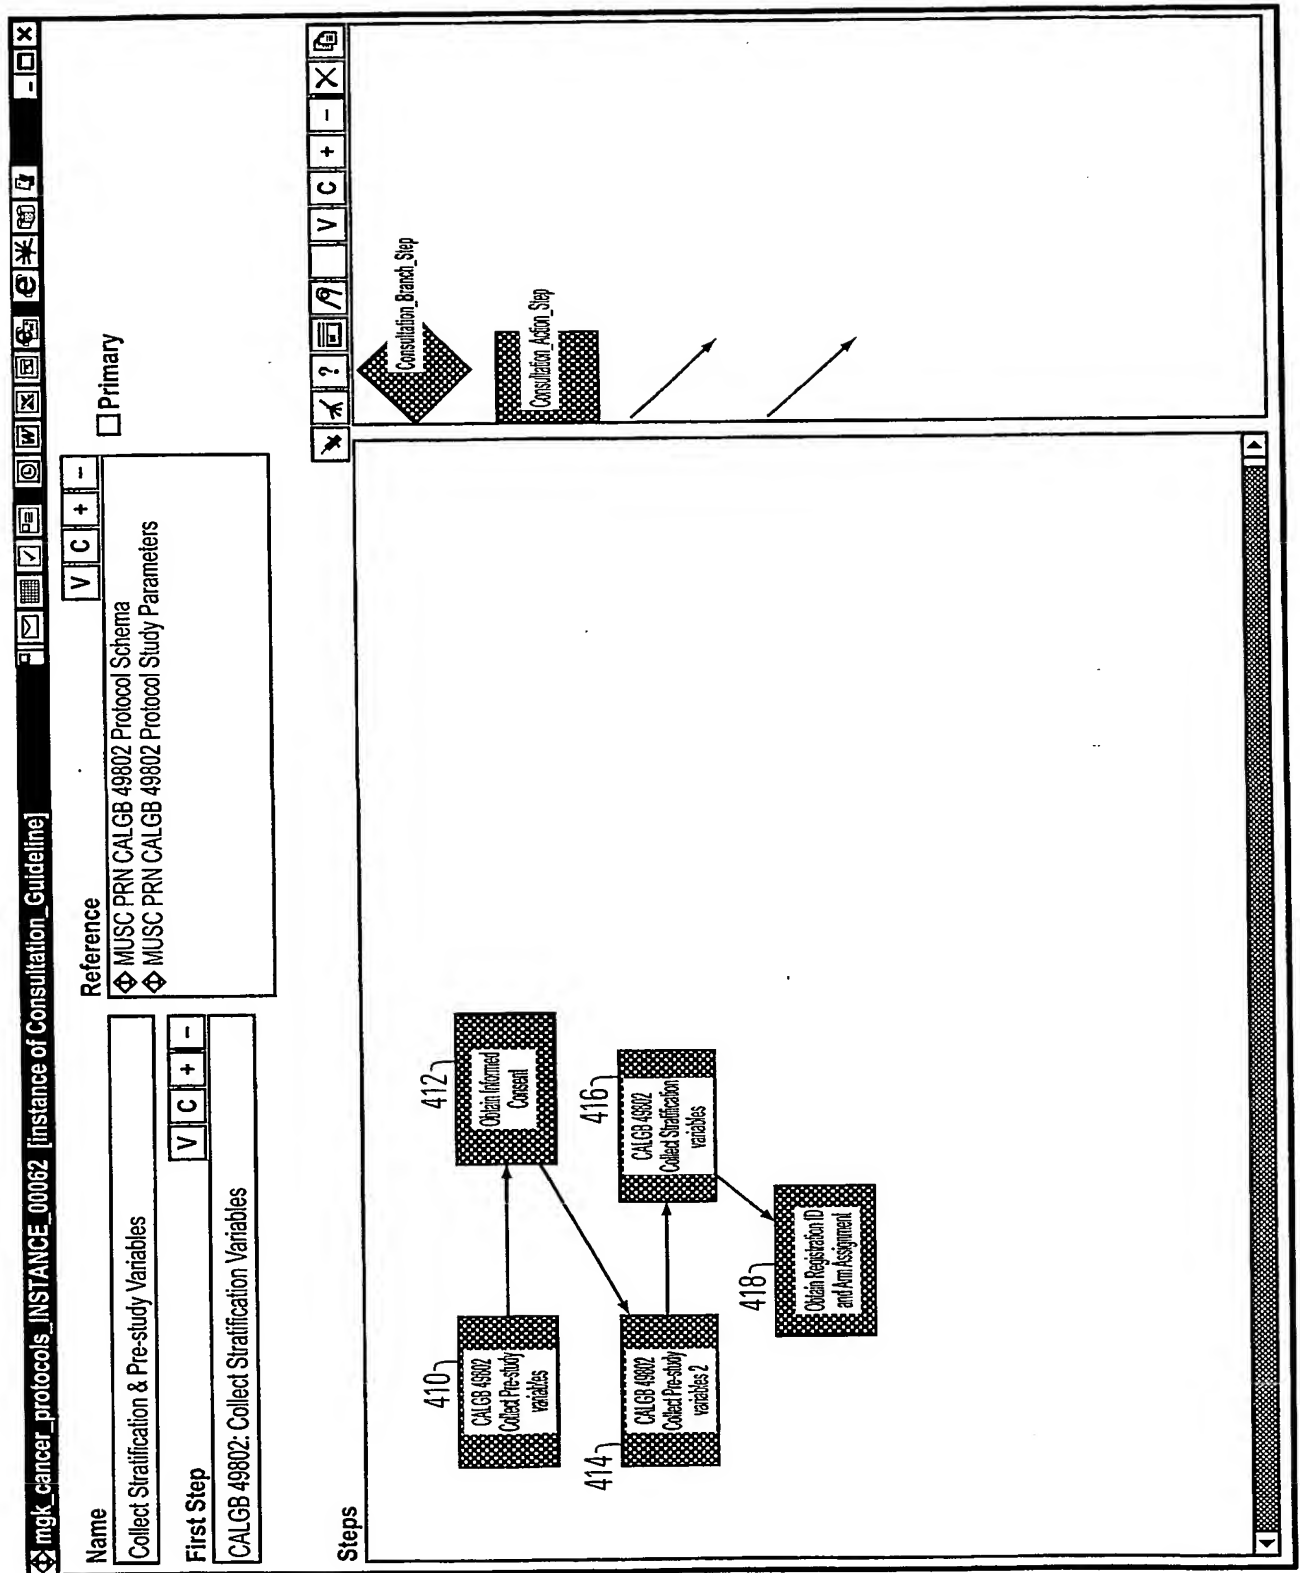 mgk_cancer_protocols_INSTANCE_00062 [instance of Consultation_Guideline]
Name
Collect Stratification & Pre-study Variables
First Step
V C + -
CALGB 49802: Collect Stratification Variables
Reference
V C + -
MUSC PRN CALGB 49802 Protocol Schema
MUSC PRN CALGB 49802 Protocol Study Parameters
Primary
Steps
? V C + -
410
CALGB 49802
Collect Pre-study
variables
412
Obtain Informed
Consent
414
CALGB 49802
Collect Pre-study
variables 2
416
CALGB 49802
Collect Stratification
variables
418
Obtain Registration ID
and Arm Assignment
Consultation_Branch_Step
Consultation_Action_Step